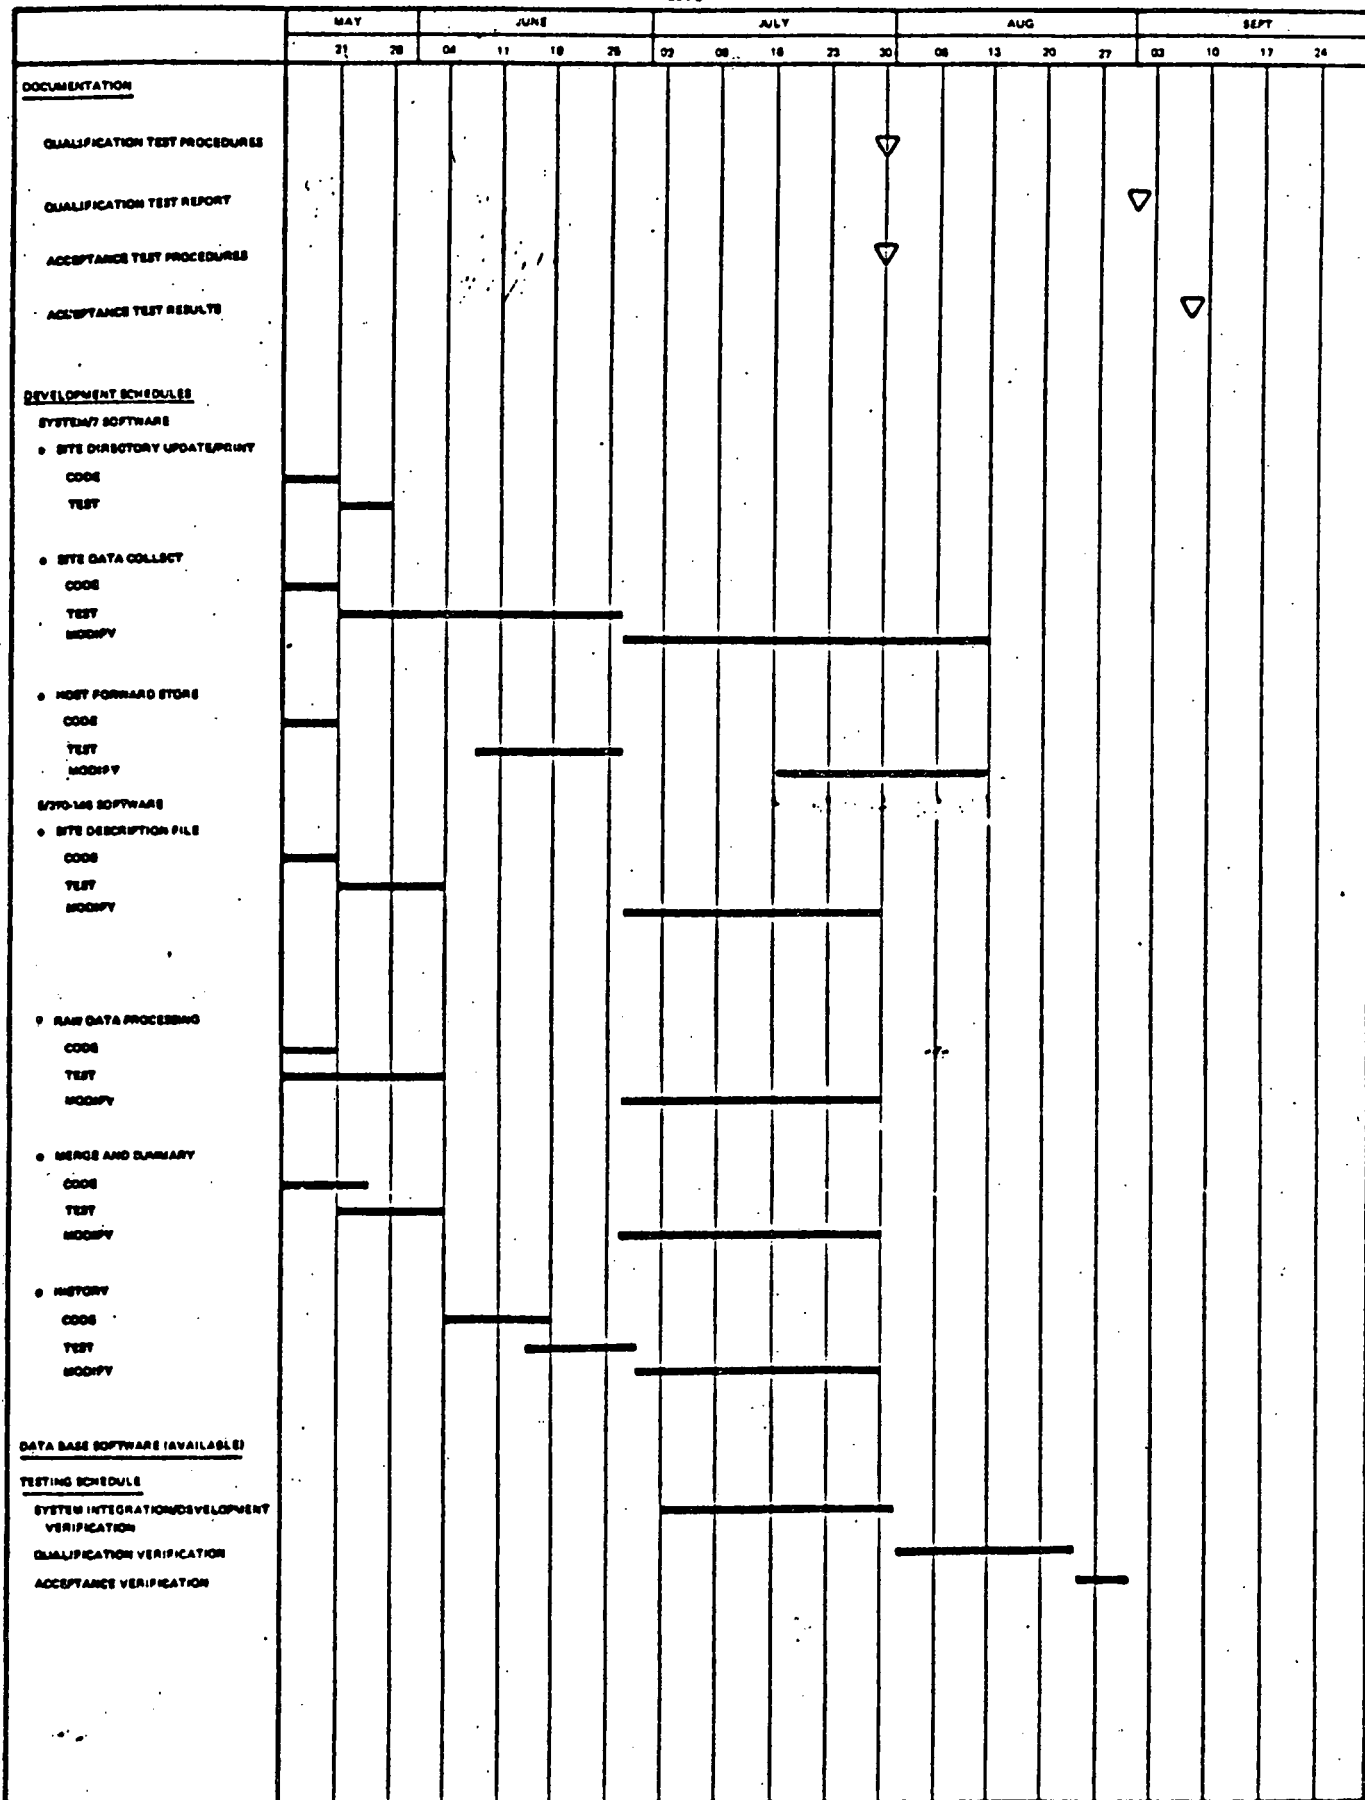 MAY JUNE JULY AUG SEPT
21 28 04 11 18 25 02 09 16 23 30 06 13 20 27 03 10 17 24
DOCUMENTATION
QUALIFICATION TEST PROCEDURES
QUALIFICATION TEST REPORT
ACCEPTANCE TEST PROCEDURES
ACCEPTANCE TEST RESULTS
DEVELOPMENT SCHEDULES
SYSTEM/7 SOFTWARE
o SITE DIRECTORY UPDATE/PRINT
CODE
TEST
o SITE DATA COLLECT
CODE
TEST
MODIFY
o HOST FORWARD STORE
CODE
TEST
MODIFY
SOFTWARE
o SITE DESCRIPTION FILE
CODE
TEST
MODIFY
o RAW DATA PROCESSING
CODE
TEST
MODIFY
o MERGE AND SUMMARY
CODE
TEST
MODIFY
o HISTORY
CODE
TEST
MODIFY
DATA BASE SOFTWARE (AVAILABLE)
TESTING SCHEDULE
SYSTEM INTEGRATION/DEVELOPMENT
VERIFICATION
QUALIFICATION VERIFICATION
ACCEPTANCE VERIFICATION